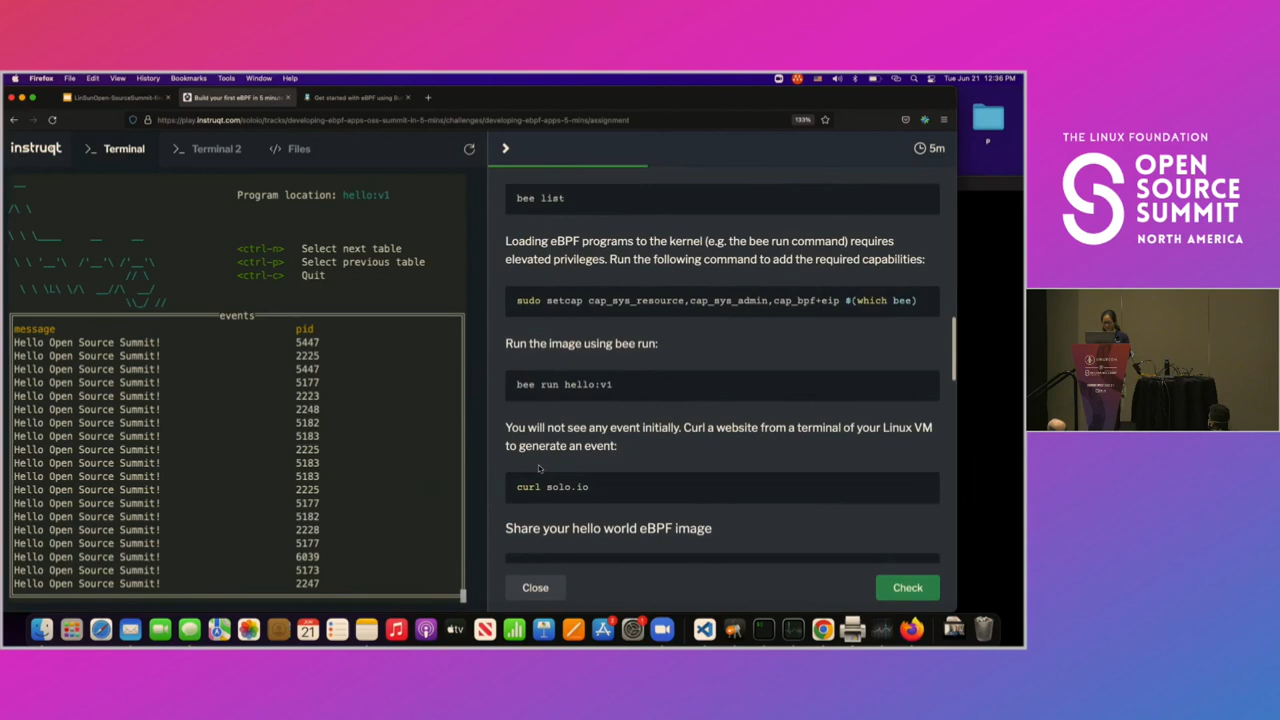 Firefox File Edit View History Bookmarks Tools Window Help
Tue Jun 21 12:36 PM
LinSunOpen-SourceSummit-fi
Build your first eBPF in 5 minute
Get started with eBPF using Bu
https://play.instruqt.com/soloio/tracks/developing-ebpf-apps-oss-summit-in-5-mins/challenges/developing-ebpf-apps-5-mins/assignment
133%
P
instruqt
>_ Terminal
>_ Terminal 2
</> Files
5m
Program location: hello:v1
<ctrl-n> Select next table
<ctrl-p> Select previous table
<ctrl-c> Quit
events
message pid
Hello Open Source Summit! 5447
Hello Open Source Summit! 2225
Hello Open Source Summit! 5447
Hello Open Source Summit! 5177
Hello Open Source Summit! 2223
Hello Open Source Summit! 2248
Hello Open Source Summit! 5182
Hello Open Source Summit! 5183
Hello Open Source Summit! 2225
Hello Open Source Summit! 5183
Hello Open Source Summit! 5183
Hello Open Source Summit! 2225
Hello Open Source Summit! 5177
Hello Open Source Summit! 5182
Hello Open Source Summit! 2228
Hello Open Source Summit! 5177
Hello Open Source Summit! 6039
Hello Open Source Summit! 5173
Hello Open Source Summit! 2247
bee list
Loading eBPF programs to the kernel (e.g. the bee run command) requires
elevated privileges. Run the following command to add the required capabilities:
sudo setcap cap_sys_resource,cap_sys_admin,cap_bpf+eip $(which bee)
Run the image using bee run:
bee run hello:v1
You will not see any event initially. Curl a website from a terminal of your Linux VM
to generate an event:
curl solo.io
Share your hello world eBPF image
Close
Check
JUN
21
tv
THE LINUX FOUNDATION
OPEN
SOURCE
SUMMIT
NORTH AMERICA